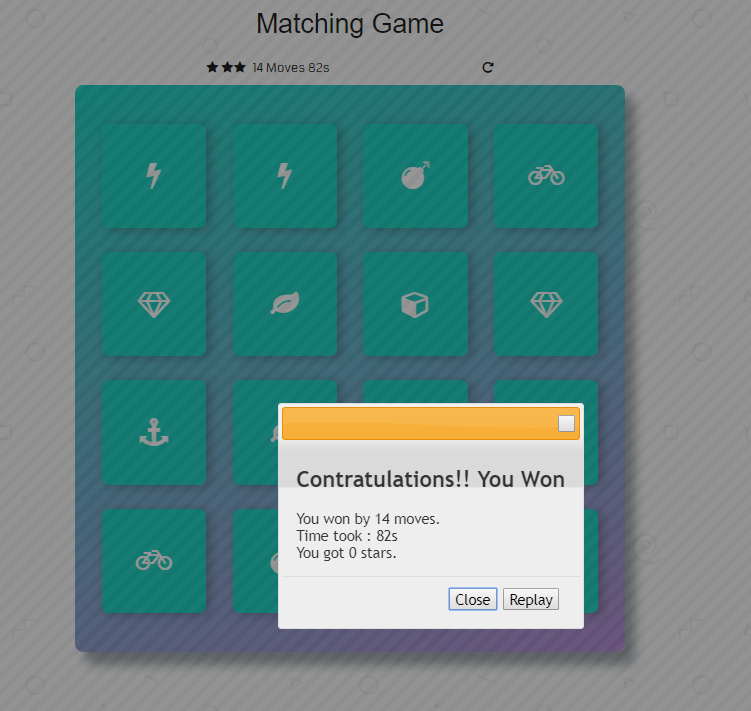 Matching Game
14 Moves 82s
Contratulations!! You Won
You won by 14 moves.
Time took : 82s
You got 0 stars.
Close Replay